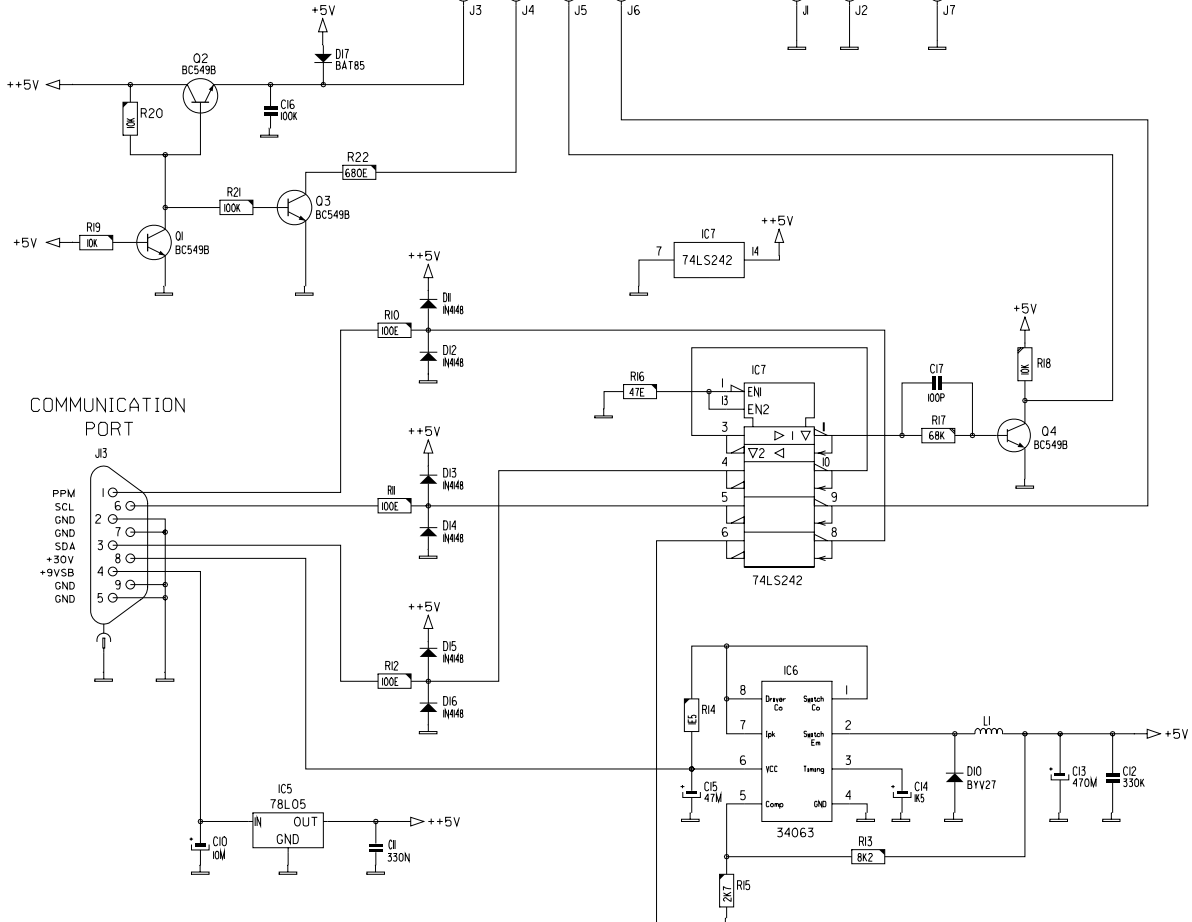 J3
J4
J5
J6
J1
J2
J7
+5V
D17
BAT85
Q2
BC549B
++5V
R20
10K
C16
100K
R22
680E
R21
100K
Q3
BC549B
+5V
R19
10K
Q1
BC549B
++5V
IC7
7
74LS242
14
++5V
D11
1N4148
R10
100E
D12
1N4148
+5V
R18
10K
IC7
R16
47E
1
EN1
13
EN2
C17
100P
3
1
1
R17
68K
Q4
BC549B
2
4
10
5
9
6
8
74LS242
COMMUNICATION
PORT
J13
++5V
D13
1N4148
R11
100E
D14
1N4148
PPM
1
SCL
6
GND
2
GND
7
SDA
3
+30V
8
+9VSB
4
GND
9
GND
5
++5V
D15
1N4148
R12
100E
D16
1N4148
IC6
8
Driver
Co
Switch
Co
1
R14
1E5
7
Ipk
Switch
Em
2
L1
+5V
6
VCC
Timing
3
D10
BYV27
C13
470M
C12
330K
C15
47M
5
Comp
GND
4
C14
1K5
34063
IC5
78L05
IN
OUT
GND
++5V
C10
10M
C11
330N
R13
8K2
R15
2K7